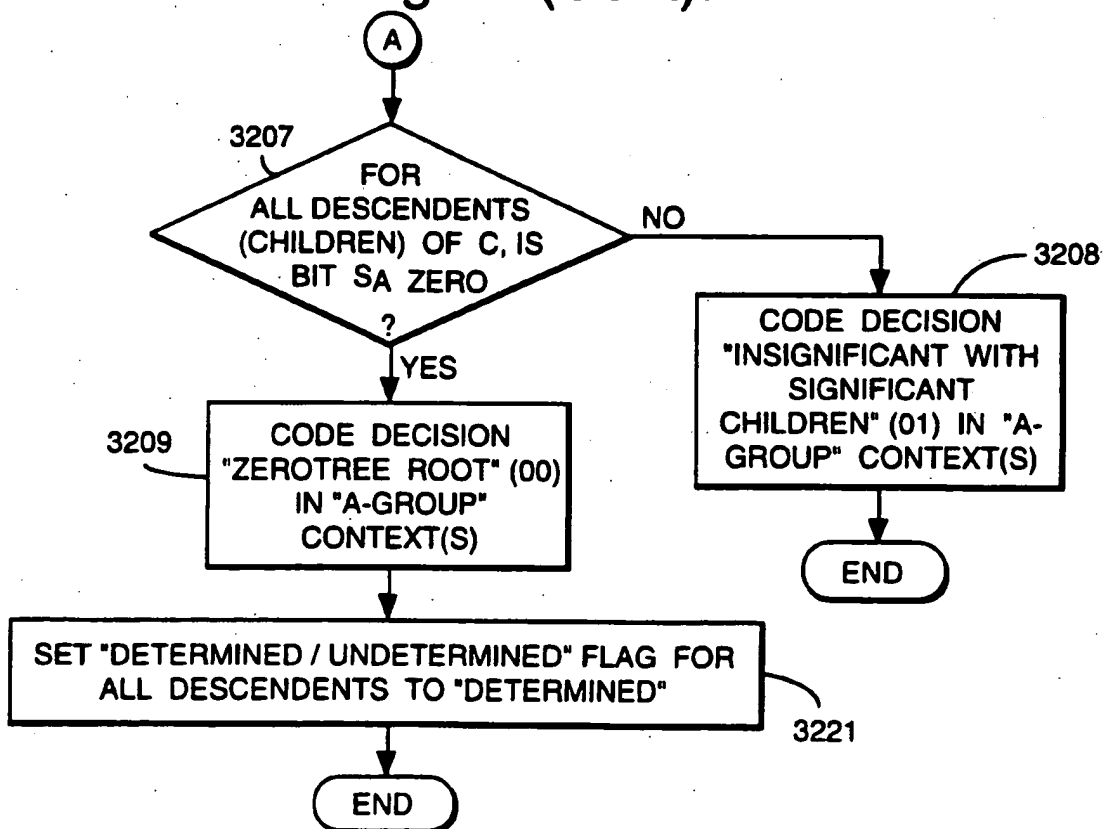 A
3207
FOR
ALL DESCENDENTS
(CHILDREN) OF C, IS
BIT SA ZERO
?
NO
3208
CODE DECISION
"INSIGNIFICANT WITH
SIGNIFICANT
CHILDREN" (01) IN "A-
GROUP" CONTEXT(S)
END
YES
3209
CODE DECISION
"ZEROTREE ROOT" (00)
IN "A-GROUP"
CONTEXT(S)
SET "DETERMINED / UNDETERMINED" FLAG FOR
ALL DESCENDENTS TO "DETERMINED"
3221
END